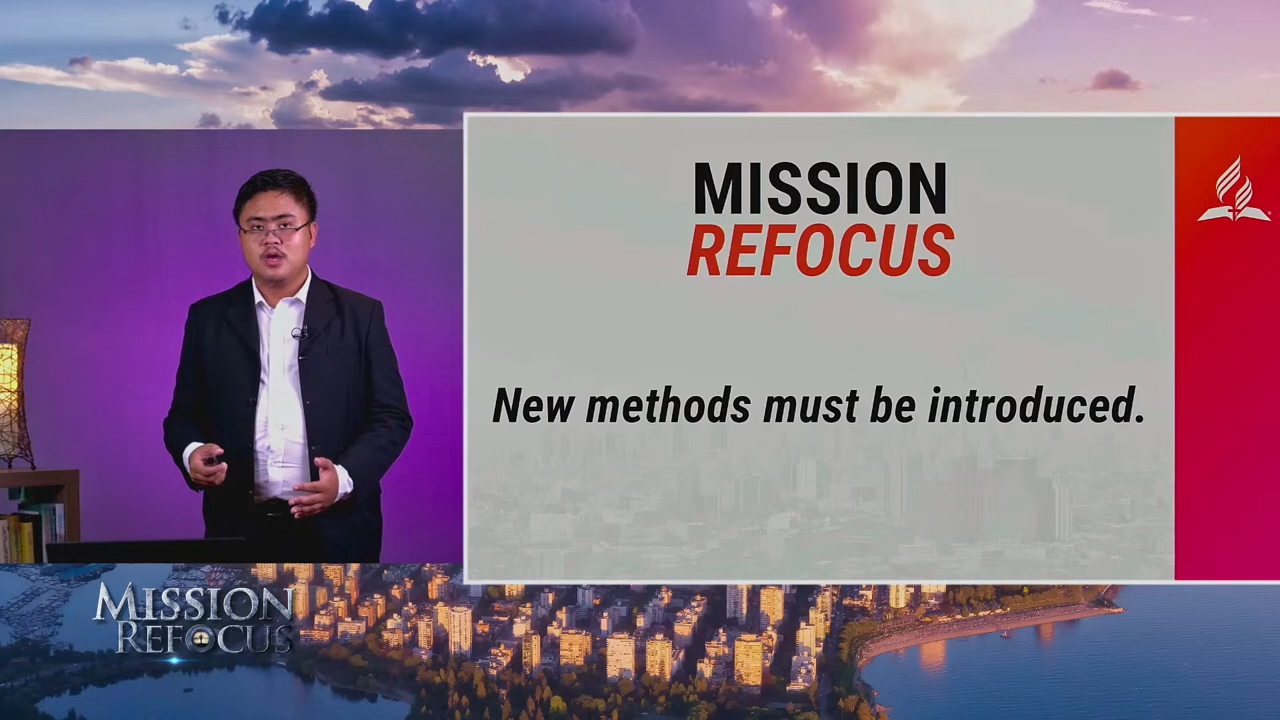 MISSION
REFOCUS
New methods must be introduced.
MISSION
REFOCUS